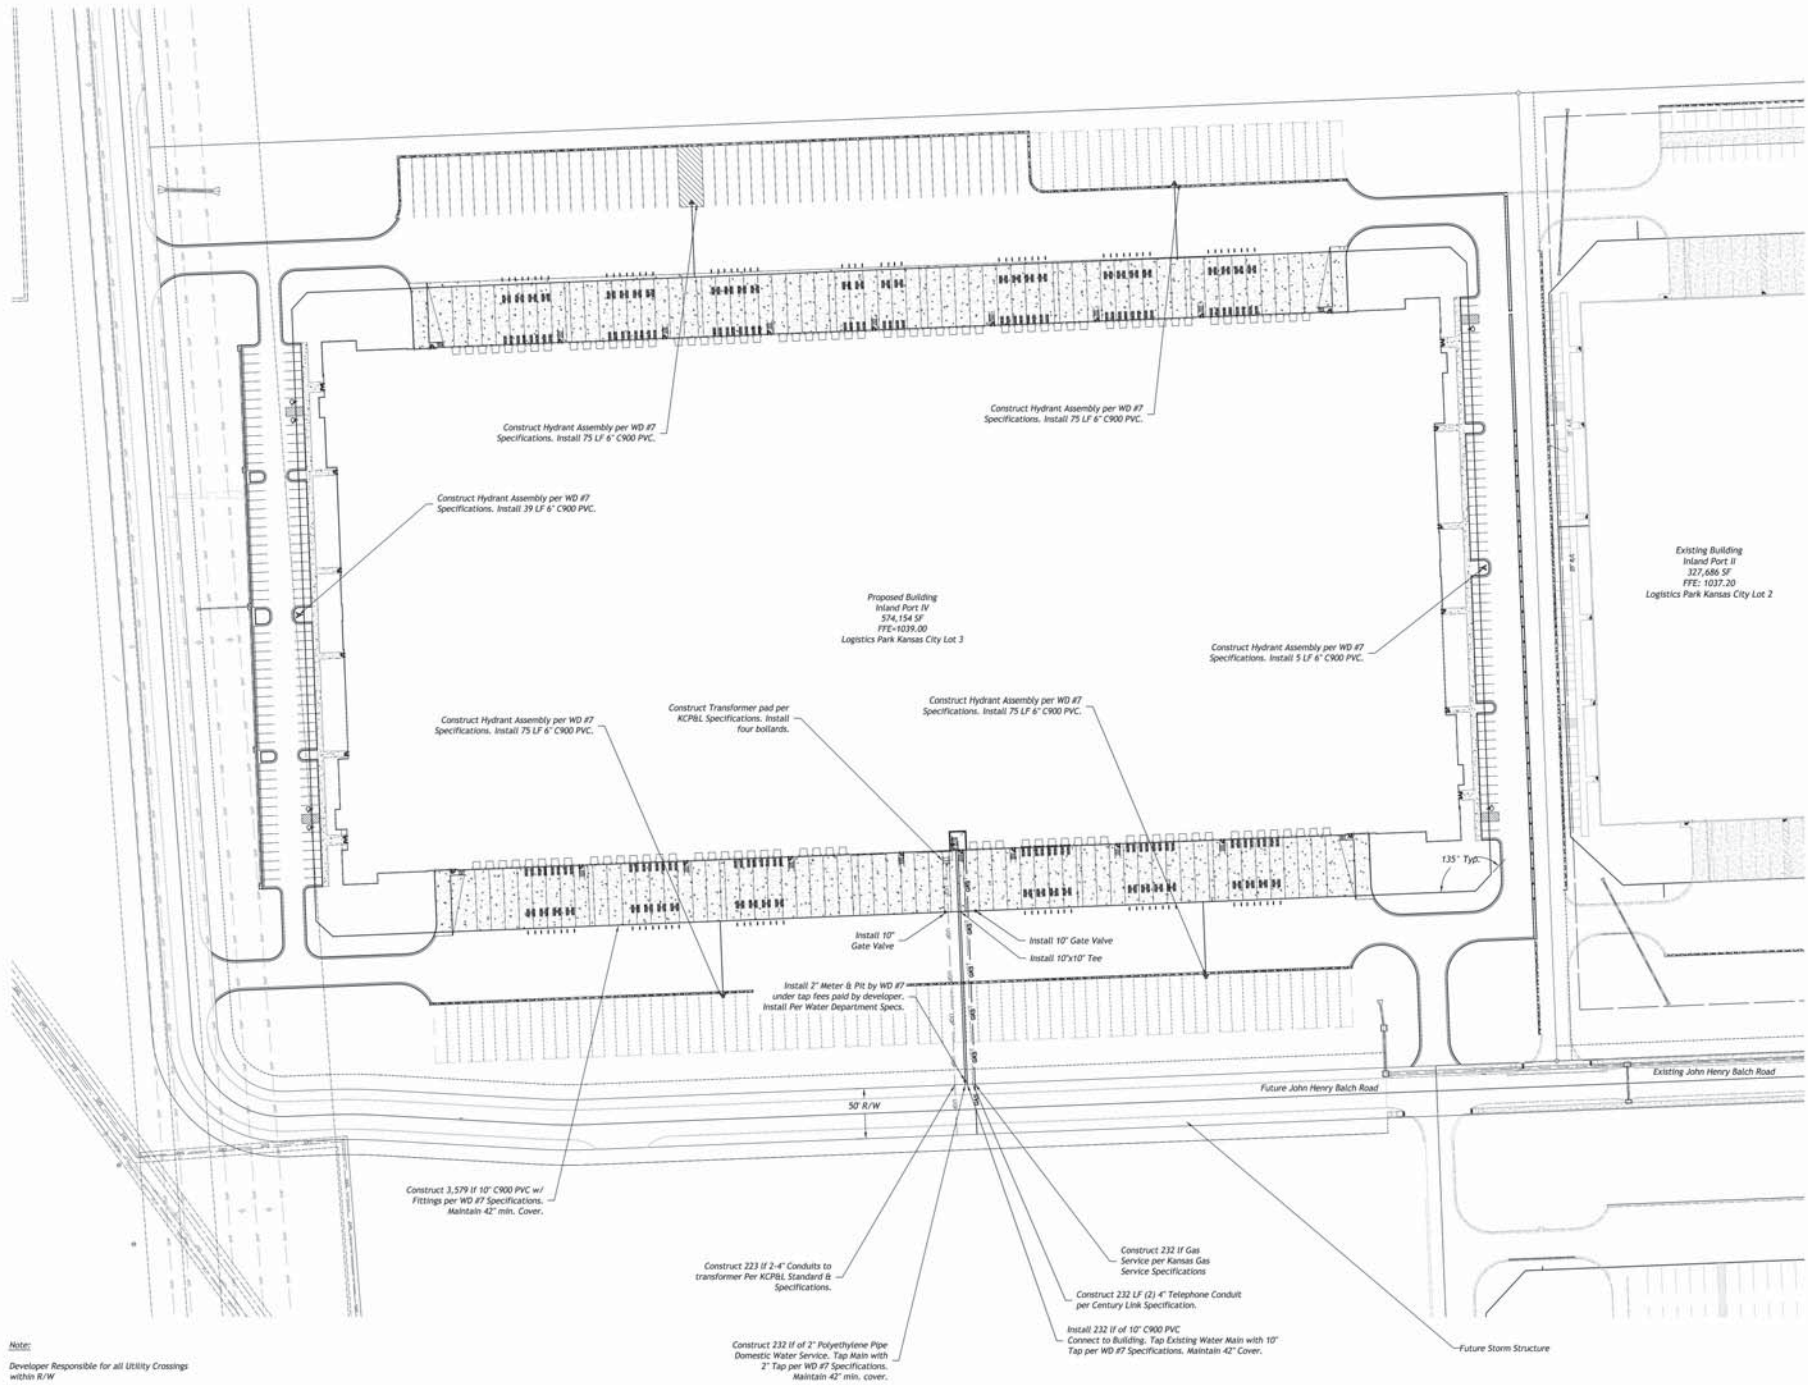 Construct Hydrant Assembly per WD #7
Specifications. Install 75 LF 6" C900 PVC.
Construct Hydrant Assembly per WD #7
Specifications. Install 75 LF 6" C900 PVC.
Construct Hydrant Assembly per WD #7
Specifications. Install 39 LF 6" C900 PVC.
Existing Building
Inland Port II
327,686 SF
FFE: 1037.20
Logistics Park Kansas City Lot 2
Proposed Building
Inland Port IV
574,154 SF
FFE=1039.00
Logistics Park Kansas City Lot 3
Construct Hydrant Assembly per WD #7
Specifications. Install 5 LF 6" C900 PVC.
Construct Hydrant Assembly per WD #7
Specifications. Install 75 LF 6" C900 PVC.
Construct Transformer pad per
KCP&L Specifications. Install
four bollards.
Construct Hydrant Assembly per WD #7
Specifications. Install 75 LF 6" C900 PVC.
135° Typ.
Install 10"
Gate Valve
Install 10" Gate Valve
Install 10"x10" Tee
Install 2" Meter & Pit by WD #7
under tap fees paid by developer.
Install Per Water Department Specs.
GAS
GAS
GAS
GAS
GAS
GAS
Existing John Henry Balch Road
Future John Henry Balch Road
50' R/W
Construct 3,579 lf 10" C900 PVC w/
Fittings per WD #7 Specifications.
Maintain 42" min. Cover.
Construct 223 lf 2-4" Conduits to
transformer Per KCP&L Standard &
Specifications.
Construct 232 lf Gas
Service per Kansas Gas
Service Specifications
Construct 232 LF (2) 4" Telephone Conduit
per Century Link Specification.
Install 232 lf of 10" C900 PVC
Connect to Building. Tap Existing Water Main with 10"
Tap per WD #7 Specifications. Maintain 42" Cover.
Future Storm Structure
Construct 232 lf of 2" Polyethylene Pipe
Domestic Water Service. Tap Main with
2" Tap per WD #7 Specifications.
Maintain 42" min. cover.
Note:
Developer Responsible for all Utility Crossings
within R/W